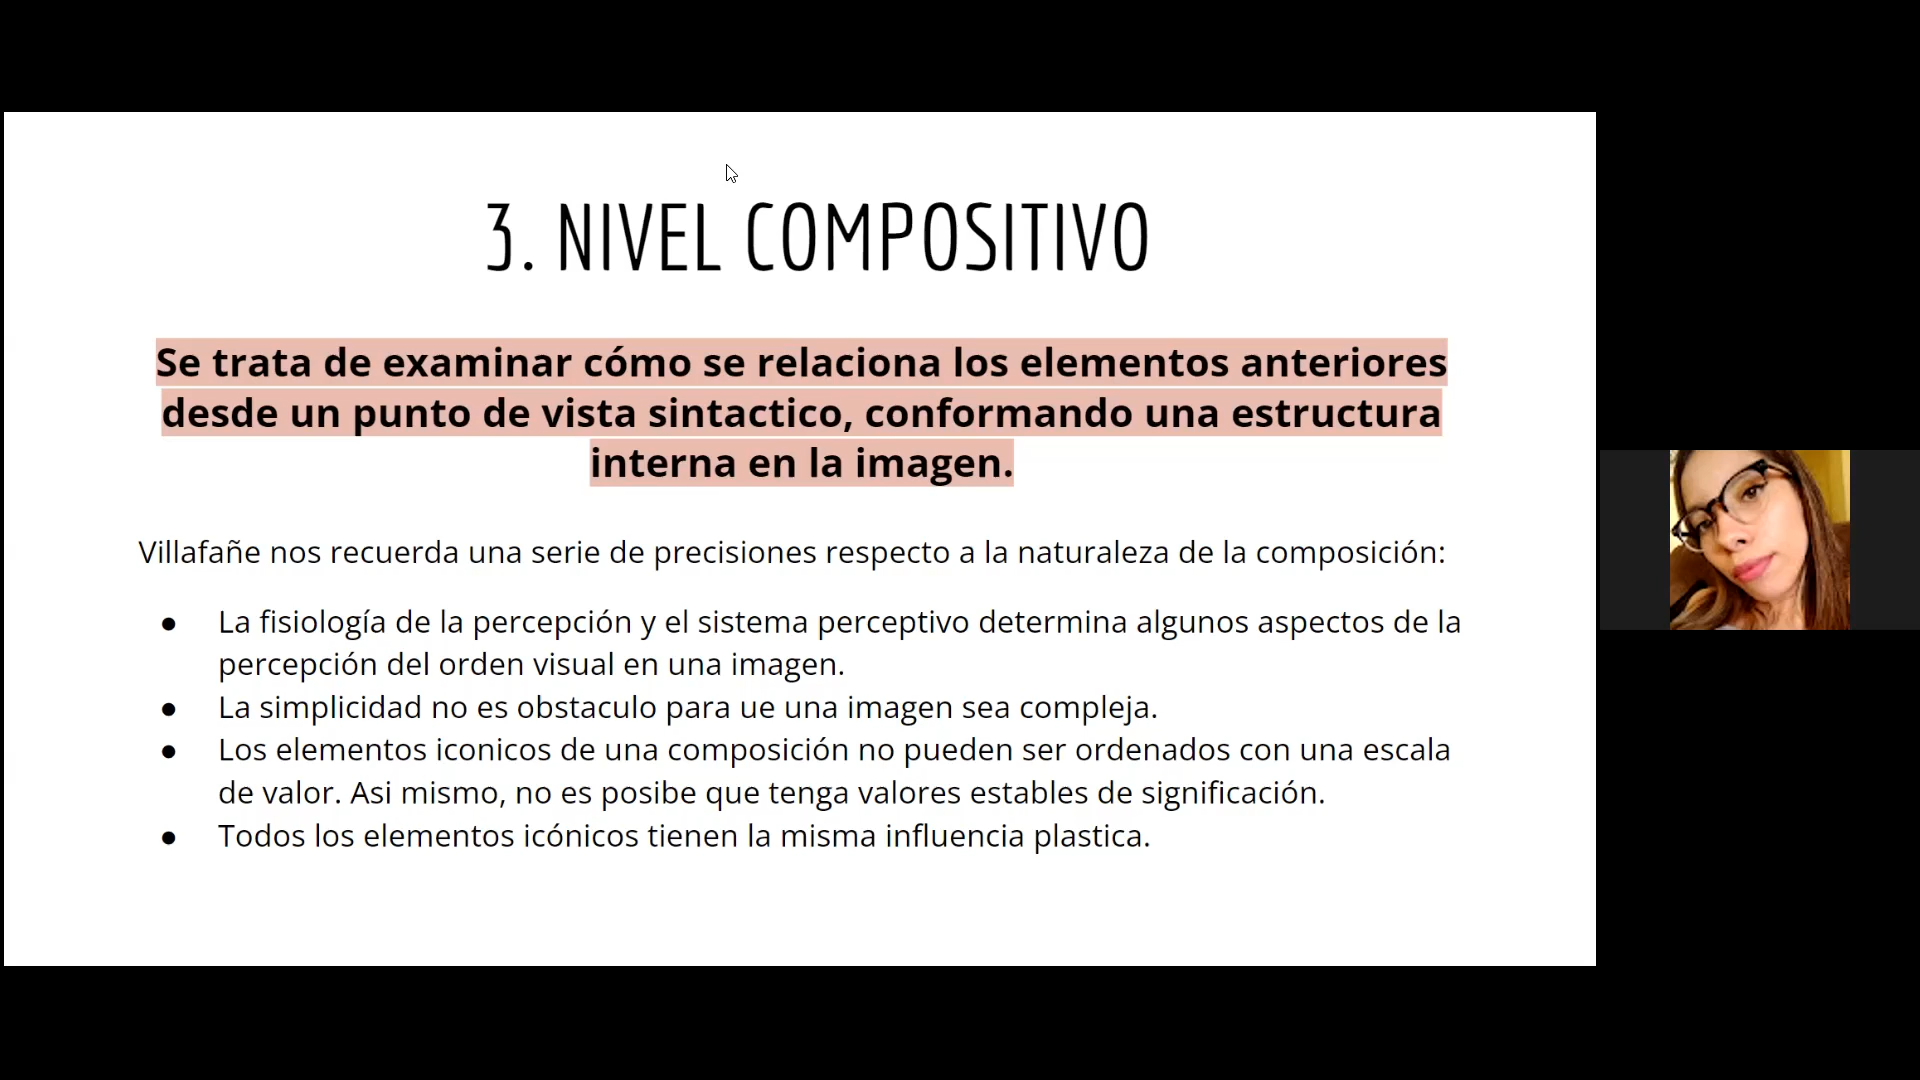 3. NIVEL COMPOSITIVO
Se trata de examinar cómo se relaciona los elementos anteriores
desde un punto de vista sintactico, conformando una estructura
interna en la imagen.
Villafañe nos recuerda una serie de precisiones respecto a la naturaleza de la composición:
● La fisiología de la percepción y el sistema perceptivo determina algunos aspectos de la
percepción del orden visual en una imagen.
● La simplicidad no es obstaculo para ue una imagen sea compleja.
● Los elementos iconicos de una composición no pueden ser ordenados con una escala
de valor. Asi mismo, no es posibe que tenga valores estables de significación.
● Todos los elementos icónicos tienen la misma influencia plastica.